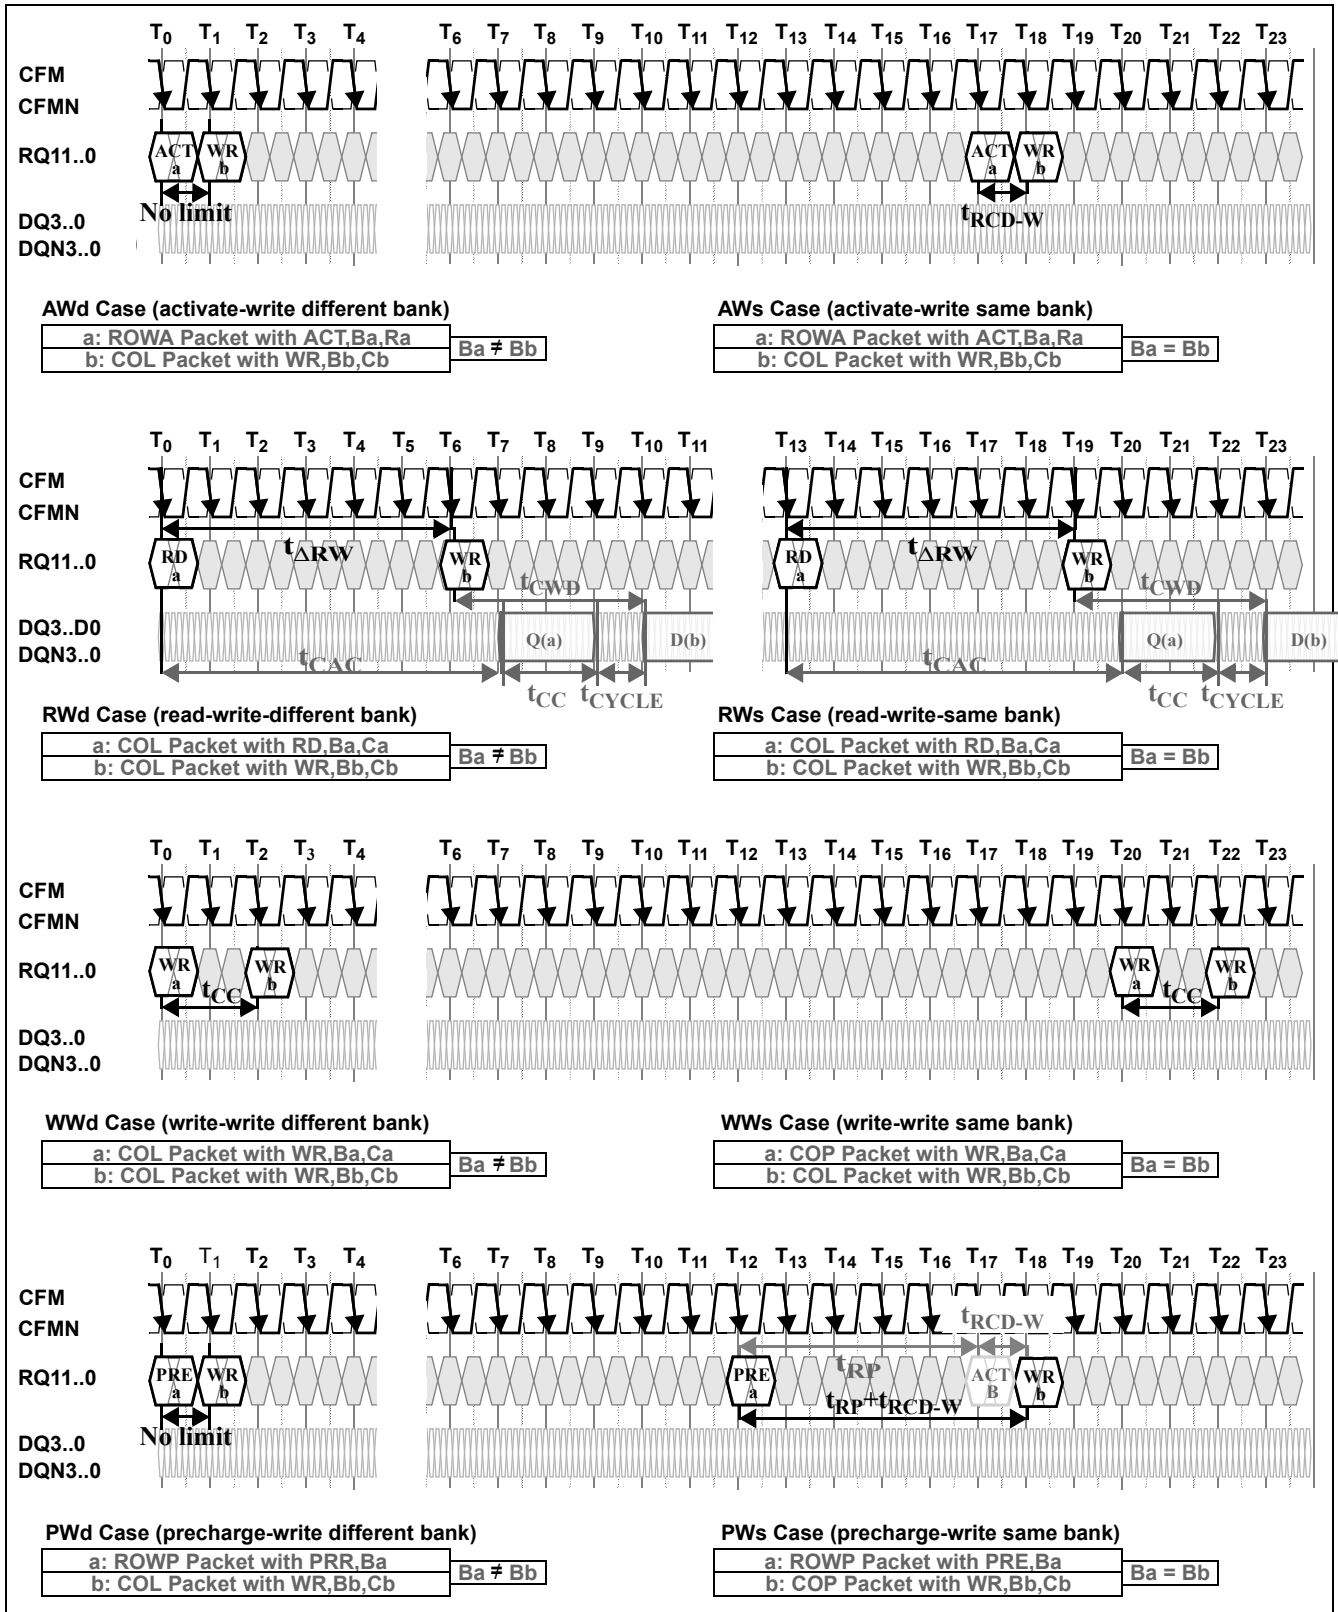 T0 T1 T2 T3 T4 T6 T7 T8 T9 T10 T11 T12 T13 T14 T15 T16 T17 T18 T19 T20 T21 T22 T23
CFM
CFMN
RQ11..0 ACT a WR b ACT a WR b
No limit tRCD-W
DQ3..0
DQN3..0
AWd Case (activate-write different bank) AWs Case (activate-write same bank)
a: ROWA Packet with ACT,Ba,Ra a: ROWA Packet with ACT,Ba,Ra
Ba ≠ Bb Ba = Bb
b: COL Packet with WR,Bb,Cb b: COL Packet with WR,Bb,Cb
T0 T1 T2 T3 T4 T5 T6 T7 T8 T9 T10 T11 T13 T14 T15 T16 T17 T18 T19 T20 T21 T22 T23
CFM
CFMN
tΔRW tΔRW
RQ11..0 RD a WR b RD a WR b
tCWD tCWD
DQ3..D0
DQN3..0
Q(a) D(b) Q(a) D(b)
tCAC tCAC
tCC tCYCLE tCC tCYCLE
RWd Case (read-write-different bank) RWs Case (read-write-same bank)
a: COL Packet with RD,Ba,Ca a: COL Packet with RD,Ba,Ca
Ba ≠ Bb Ba = Bb
b: COL Packet with WR,Bb,Cb b: COL Packet with WR,Bb,Cb
T0 T1 T2 T3 T4 T6 T7 T8 T9 T10 T11 T12 T13 T14 T15 T16 T17 T18 T19 T20 T21 T22 T23
CFM
CFMN
RQ11..0 WR a WR b WR a WR b
tCC tCC
DQ3..0
DQN3..0
WWd Case (write-write different bank) WWs Case (write-write same bank)
a: COL Packet with WR,Ba,Ca a: COP Packet with WR,Ba,Ca
Ba ≠ Bb Ba = Bb
b: COL Packet with WR,Bb,Cb b: COL Packet with WR,Bb,Cb
T0 T1 T2 T3 T4 T6 T7 T8 T9 T10 T11 T12 T13 T14 T15 T16 T17 T18 T19 T20 T21 T22 T23
CFM
CFMN
tRCD-W
tRP
RQ11..0 PRE a WR b PRE a ACT B WR b
No limit tRP+tRCD-W
DQ3..0
DQN3..0
PWd Case (precharge-write different bank) PWs Case (precharge-write same bank)
a: ROWP Packet with PRR,Ba a: ROWP Packet with PRE,Ba
Ba ≠ Bb Ba = Bb
b: COL Packet with WR,Bb,Cb b: COP Packet with WR,Bb,Cb